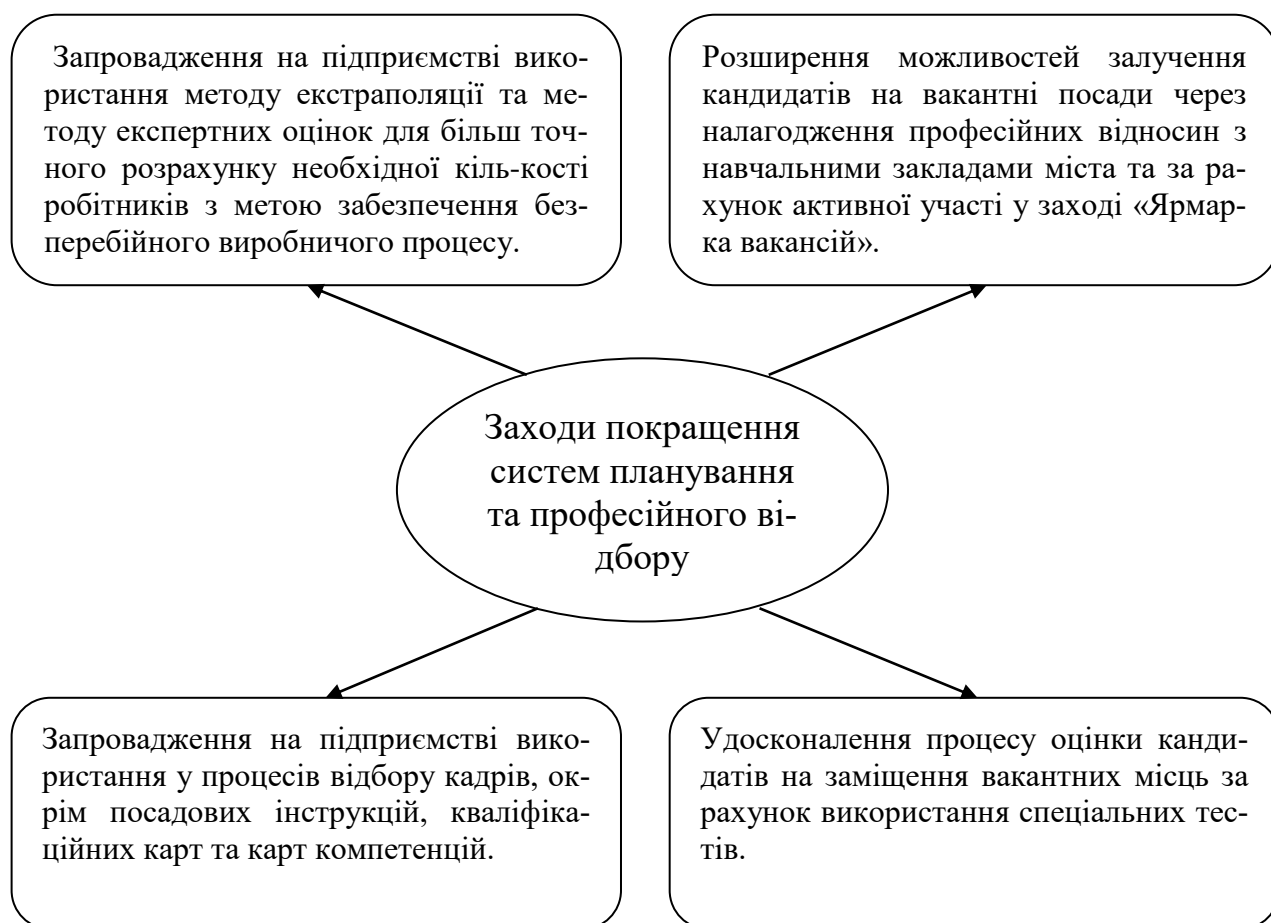 Запровадження на підприємстві вико-
ристання методу екстраполяції та ме-
тоду експертних оцінок для більш точ-
ного розрахунку необхідної кіль-кості
робітників з метою забезпечення без-
перебійного виробничого процесу.
Розширення можливостей залучення
кандидатів на вакантні посади через
налагодження професійних відносин з
навчальними закладами міста та за ра-
хунок активної участі у заході «Ярмар-
ка вакансій».
Заходи покращення
систем планування
та професійного ві-
дбору
Запровадження на підприємстві вико-
ристання у процесів відбору кадрів, ок-
рім посадових інструкцій, кваліфіка-
ційних карт та карт компетенцій.
Удосконалення процесу оцінки канди-
датів на заміщення вакантних місць за
рахунок використання спеціальних тес-
тів.